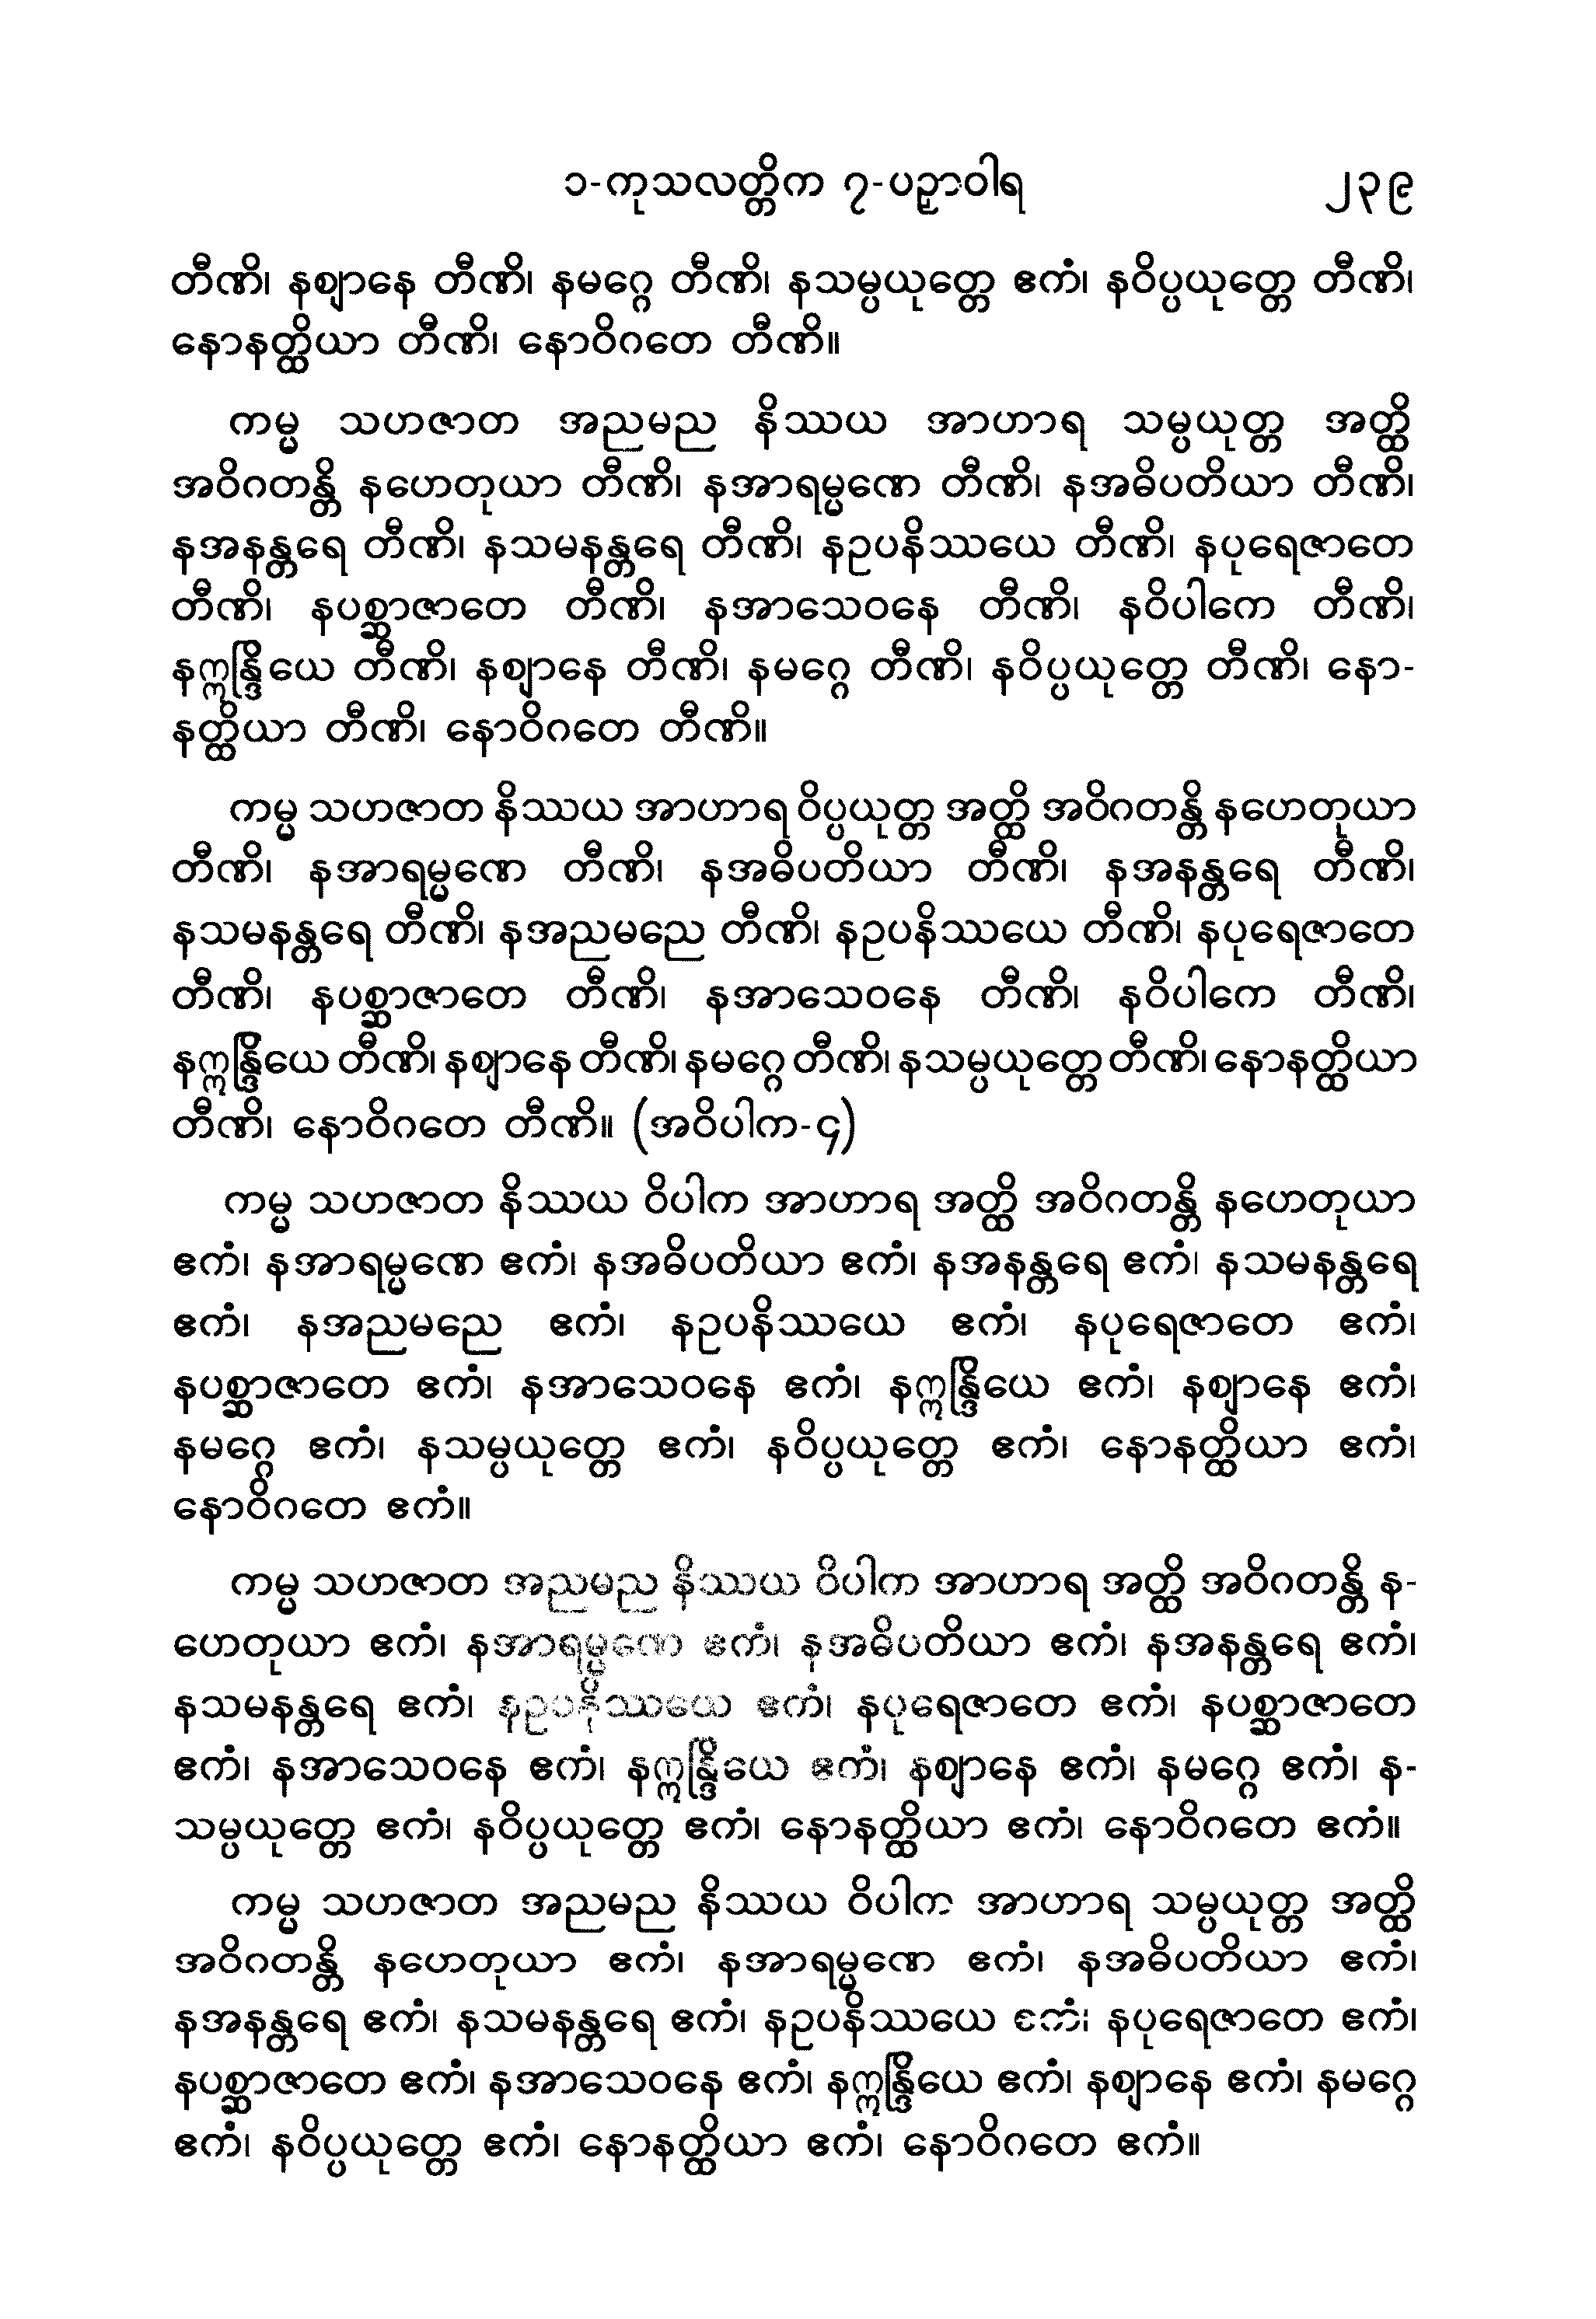 ၁-ကုသလတ္တိက ၇-ပဉှာဝါရ ၂၃၉
တီဏိ၊ နဈာနေ တီဏိ၊ နမဂ္ဂေ တီဏိ၊ နသမ္ပယုတ္တေ ဧကံ၊ နဝိပ္ပယုတ္တေ တီဏိ၊
နောနတ္ထိယာ တီဏိ၊ နောဝိဂတေ တီဏိ။
ကမ္မ သဟဇာတ အညမည နိဿယ အာဟာရ သမ္ပယုတ္တ အတ္ထိ
အဝိဂတန္တိ နဟေတုယာ တီဏိ၊ နအာရမ္မဏေ တီဏိ၊ နအဓိပတိယာ တီဏိ၊
နအနန္တရေ တီဏိ၊ နသမနန္တရေ တီဏိ၊ နဥပနိဿယေ တီဏိ၊ နပုရေဇာတေ
တီဏိ၊ နပစ္ဆာဇာတေ တီဏိ၊ နအာသေဝနေ တီဏိ၊ နဝိပါကေ တီဏိ၊
နဣန္ဒြိယေ တီဏိ၊ နဈာနေ တီဏိ၊ နမဂ္ဂေ တီဏိ၊ နဝိပ္ပယုတ္တေ တီဏိ၊ နော-
နတ္ထိယာ တီဏိ၊ နောဝိဂတေ တီဏိ။
ကမ္မ သဟဇာတ နိဿယ အာဟာရ ဝိပ္ပယုတ္တ အတ္ထိ အဝိဂတန္တိ နဟေတုယာ
တီဏိ၊ နအာရမ္မဏေ တီဏိ၊ နအဓိပတိယာ တီဏိ၊ နအနန္တရေ တီဏိ၊
နသမနန္တရေ တီဏိ၊ နအညမညေ တီဏိ၊ နဥပနိဿယေ တီဏိ၊ နပုရေဇာတေ
တီဏိ၊ နပစ္ဆာဇာတေ တီဏိ၊ နအာသေဝနေ တီဏိ၊ နဝိပါကေ တီဏိ၊
နဣန္ဒြိယေ တီဏိ၊ နဈာနေ တီဏိ၊ နမဂ္ဂေ တီဏိ၊ နသမ္ပယုတ္တေ တီဏိ၊ နောနတ္ထိယာ
တီဏိ၊ နောဝိဂတေ တီဏိ။ (အဝိပါက-၄)
ကမ္မ သဟဇာတ နိဿယ ဝိပါက အာဟာရ အတ္ထိ အဝိဂတန္တိ နဟေတုယာ
ဧကံ၊ နအာရမ္မဏေ ဧကံ၊ နအဓိပတိယာ ဧကံ၊ နအနန္တရေ ဧကံ၊ နသမနန္တရေ
ဧကံ၊ နအညမညေ ဧကံ၊ နဥပနိဿယေ ဧကံ၊ နပုရေဇာတေ ဧကံ၊
နပစ္ဆာဇာတေ ဧကံ၊ နအာသေဝနေ ဧကံ၊ နဣန္ဒြိယေ ဧကံ၊ နဈာနေ ဧကံ၊
နမဂ္ဂေ ဧကံ၊ နသမ္ပယုတ္တေ ဧကံ၊ နဝိပ္ပယုတ္တေ ဧကံ၊ နောနတ္ထိယာ ဧကံ၊
နောဝိဂတေ ဧကံ။
ကမ္မ သဟဇာတ အညမည နိဿယ ဝိပါက အာဟာရ အတ္ထိ အဝိဂတန္တိ န-
ဟေတုယာ ဧကံ၊ နအာရမ္မဏေ ဧကံ၊ နအဓိပတိယာ ဧကံ၊ နအနန္တရေ ဧကံ၊
နသမနန္တရေ ဧကံ၊ နဥပနိဿယေ ဧကံ၊ နပုရေဇာတေ ဧကံ၊ နပစ္ဆာဇာတေ
ဧကံ၊ နအာသေဝနေ ဧကံ၊ နဣန္ဒြိယေ ဧကံ၊ နဈာနေ ဧကံ၊ နမဂ္ဂေ ဧကံ၊ န-
သမ္ပယုတ္တေ ဧကံ၊ နဝိပ္ပယုတ္တေ ဧကံ၊ နောနတ္ထိယာ ဧကံ၊ နောဝိဂတေ ဧကံ။
ကမ္မ သဟဇာတ အညမည နိဿယ ဝိပါက အာဟာရ သမ္ပယုတ္တ အတ္ထိ
အဝိဂတန္တိ နဟေတုယာ ဧကံ၊ နအာရမ္မဏေ ဧကံ၊ နအဓိပတိယာ ဧကံ၊
နအနန္တရေ ဧကံ၊ နသမနန္တရေ ဧကံ၊ နဥပနိဿယေ ဧကံ၊ နပုရေဇာတေ ဧကံ၊
နပစ္ဆာဇာတေ ဧကံ၊ နအာသေဝနေ ဧကံ၊ နဣန္ဒြိယေ ဧကံ၊ နဈာနေ ဧကံ၊ နမဂ္ဂေ
ဧကံ၊ နဝိပ္ပယုတ္တေ ဧကံ၊ နောနတ္ထိယာ ဧကံ၊ နောဝိဂတေ ဧကံ။